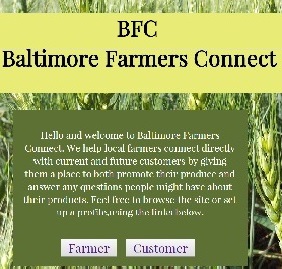 BFC
Baltimore Farmers Connect
Hello and welcome to Baltimore Farmers
Connect. We help local farmers connect directly
with current and future customers by giving
them a place to both promote their produce and
answer any questions people might have about
their products. Feel free to browse the site or set
up a profile,using the links below.
Farmer
Customer